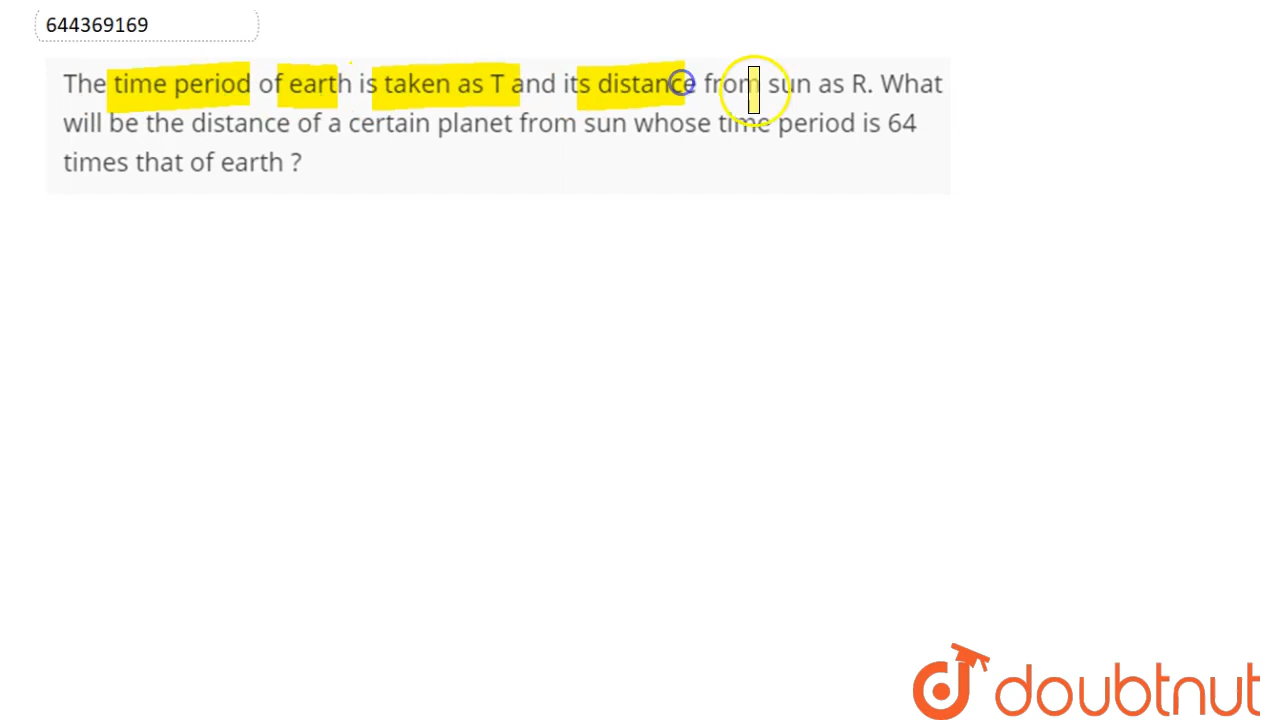 644369169
The time period of earth is taken as T and its distance from sun as R. What
will be the distance of a certain planet from sun whose time period is 64
times that of earth ?
doubtnut